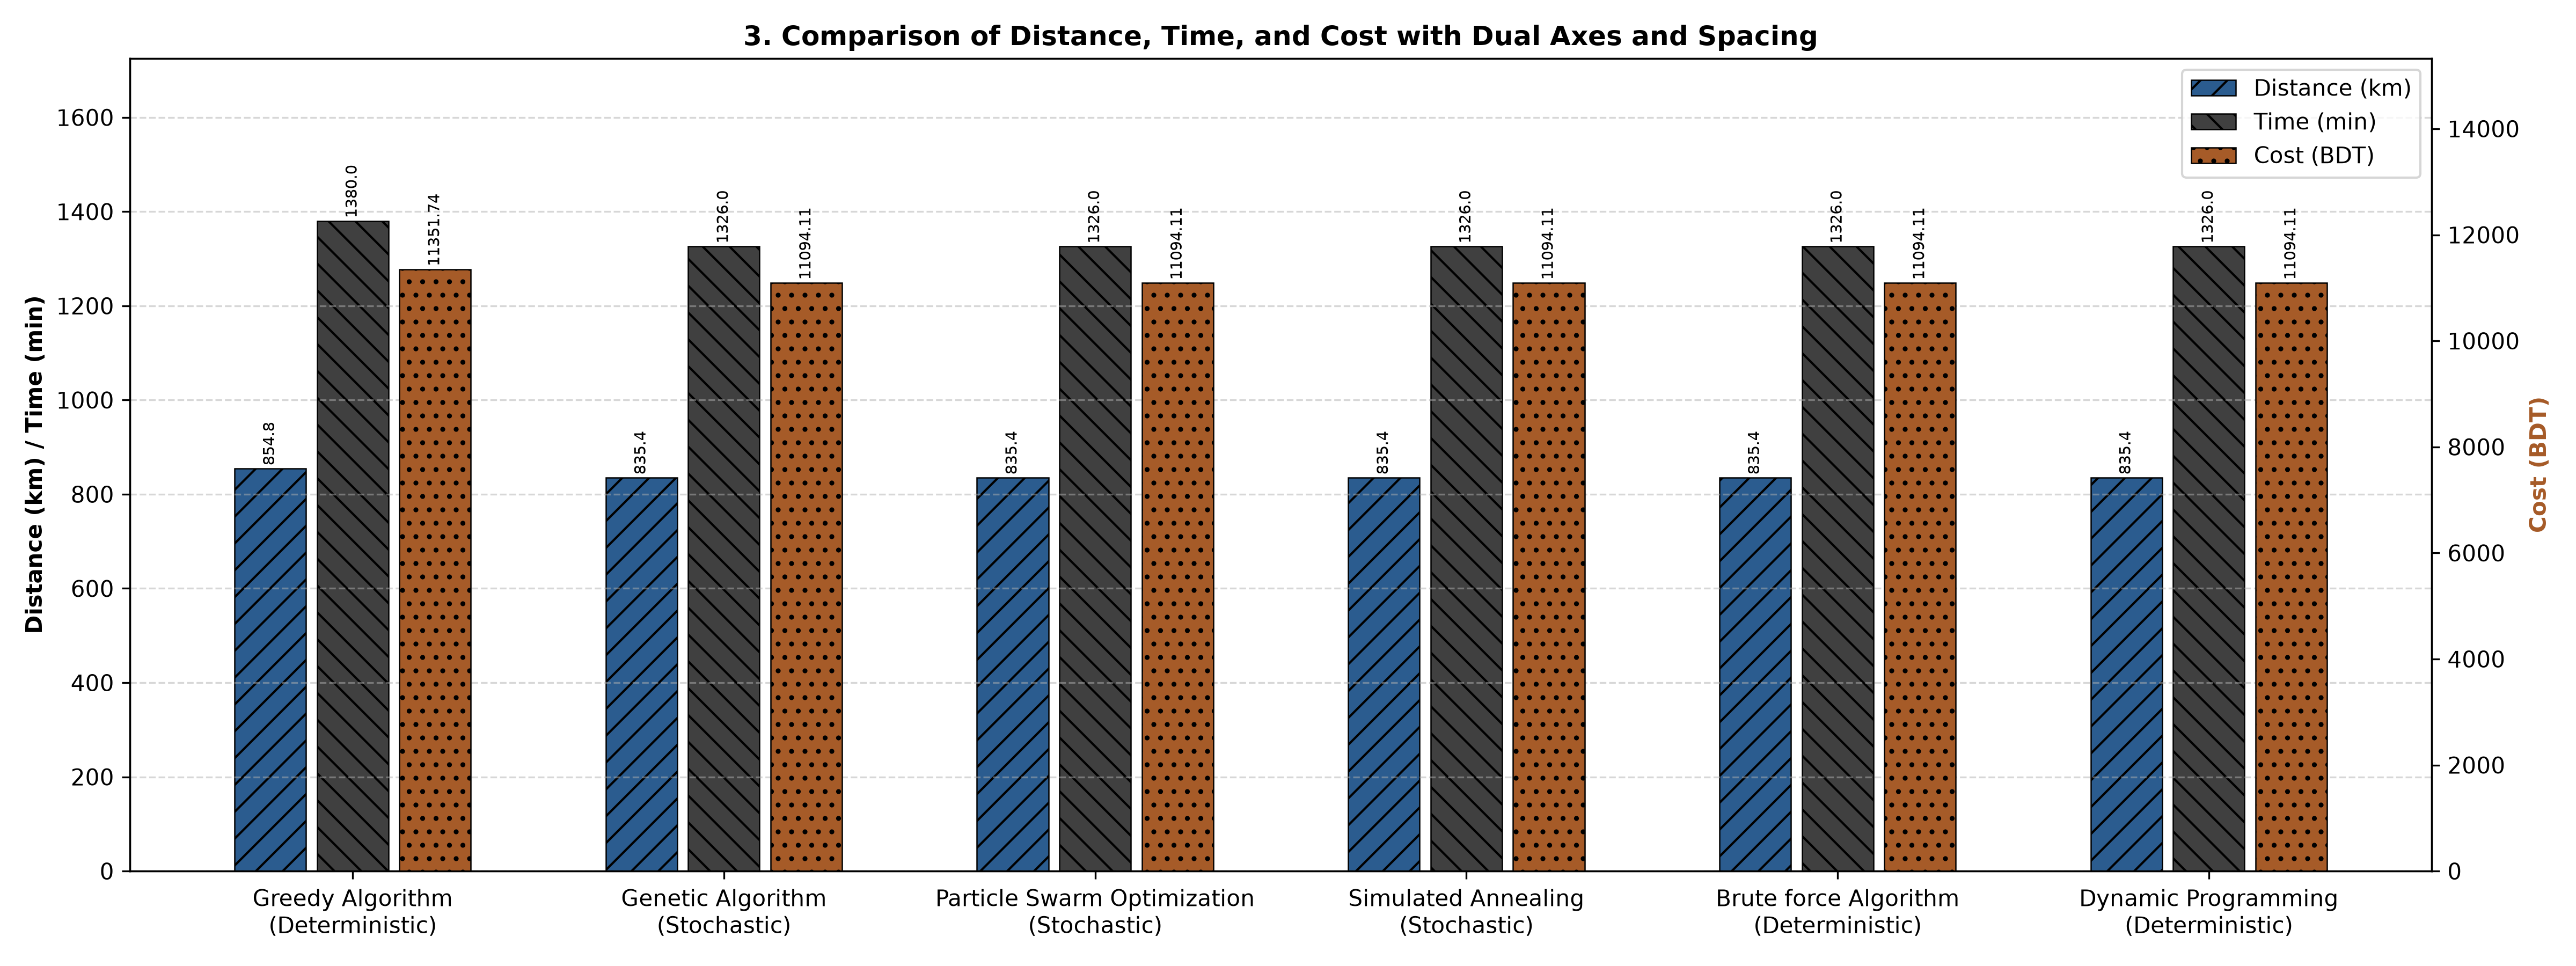 3. Comparison of Distance, Time, and Cost with Dual Axes and Spacing
Distance (km)
Time (min)
Cost (BDT)
Distance (km) / Time (min)
1600
1400
1200
1000
800
600
400
200
0
14000
12000
10000
8000
6000
4000
2000
0
Cost (BDT)
854.8
1380.0
11351.74
835.4
1326.0
11094.11
835.4
1326.0
11094.11
835.4
1326.0
11094.11
835.4
1326.0
11094.11
835.4
1326.0
11094.11
Greedy Algorithm
(Deterministic)
Genetic Algorithm
(Stochastic)
Particle Swarm Optimization
(Stochastic)
Simulated Annealing
(Stochastic)
Brute force Algorithm
(Deterministic)
Dynamic Programming
(Deterministic)